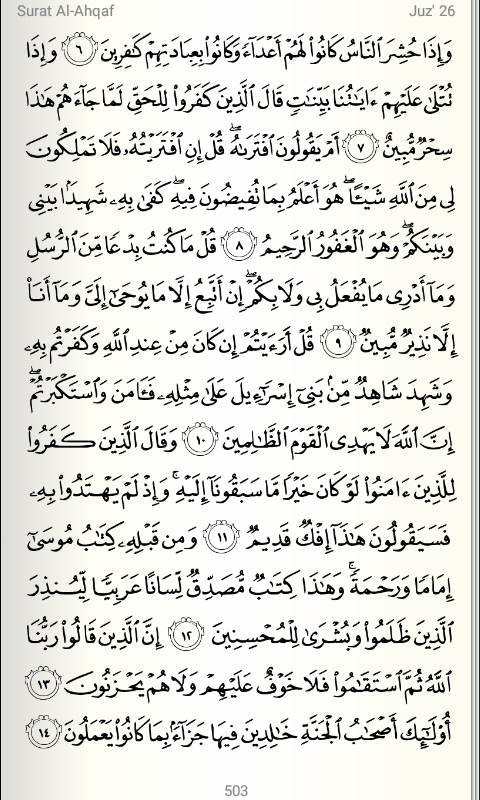 Surat Al-Ahqaf Juz' 26
وَإِذَا حُشِرَ ٱلنَّاسُ كَانُوا۟ لَهُمْ أَعْدَآءً وَكَانُوا۟ بِعِبَادَتِهِمْ كَٰفِرِينَ ٦ وَإِذَا
تُتْلَىٰ عَلَيْهِمْ ءَايَٰتُنَا بَيِّنَٰتٍ قَالَ ٱلَّذِينَ كَفَرُوا۟ لِلْحَقِّ لَمَّا جَآءَهُمْ هَٰذَا
سِحْرٌ مُّبِينٌ ٧ أَمْ يَقُولُونَ ٱفْتَرَىٰهُ ۖ قُلْ إِنِ ٱفْتَرَيْتُهُۥ فَلَا تَمْلِكُونَ
لِى مِنَ ٱللَّهِ شَيْـًٔا ۖ هُوَ أَعْلَمُ بِمَا تُفِيضُونَ فِيهِ ۖ كَفَىٰ بِهِۦ شَهِيدًۢا بَيْنِى
وَبَيْنَكُمْ ۖ وَهُوَ ٱلْغَفُورُ ٱلرَّحِيمُ ٨ قُلْ مَا كُنتُ بِدْعًا مِّنَ ٱلرُّسُلِ
وَمَآ أَدْرِى مَا يُفْعَلُ بِى وَلَا بِكُمْ ۖ إِنْ أَتَّبِعُ إِلَّا مَا يُوحَىٰٓ إِلَىَّ وَمَآ أَنَا۠
إِلَّا نَذِيرٌ مُّبِينٌ ٩ قُلْ أَرَءَيْتُمْ إِن كَانَ مِنْ عِندِ ٱللَّهِ وَكَفَرْتُم بِهِۦ
وَشَهِدَ شَاهِدٌ مِّنۢ بَنِىٓ إِسْرَٰٓءِيلَ عَلَىٰ مِثْلِهِۦ فَـَٔامَنَ وَٱسْتَكْبَرْتُمْ ۖ
إِنَّ ٱللَّهَ لَا يَهْدِى ٱلْقَوْمَ ٱلظَّٰلِمِينَ ١٠ وَقَالَ ٱلَّذِينَ كَفَرُوا۟
لِلَّذِينَ ءَامَنُوا۟ لَوْ كَانَ خَيْرًا مَّا سَبَقُونَآ إِلَيْهِ ۚ وَإِذْ لَمْ يَهْتَدُوا۟ بِهِۦ
فَسَيَقُولُونَ هَٰذَآ إِفْكٌ قَدِيمٌ ١١ وَمِن قَبْلِهِۦ كِتَٰبُ مُوسَىٰٓ
إِمَامًا وَرَحْمَةً ۚ وَهَٰذَا كِتَٰبٌ مُّصَدِّقٌ لِّسَانًا عَرَبِيًّا لِّيُنذِرَ
ٱلَّذِينَ ظَلَمُوا۟ وَبُشْرَىٰ لِلْمُحْسِنِينَ ١٢ إِنَّ ٱلَّذِينَ قَالُوا۟ رَبُّنَا
ٱللَّهُ ثُمَّ ٱسْتَقَٰمُوا۟ فَلَا خَوْفٌ عَلَيْهِمْ وَلَا هُمْ يَحْزَنُونَ ١٣
أُو۟لَٰٓئِكَ أَصْحَٰبُ ٱلْجَنَّةِ خَٰلِدِينَ فِيهَا جَزَآءًۢ بِمَا كَانُوا۟ يَعْمَلُونَ ١٤
503